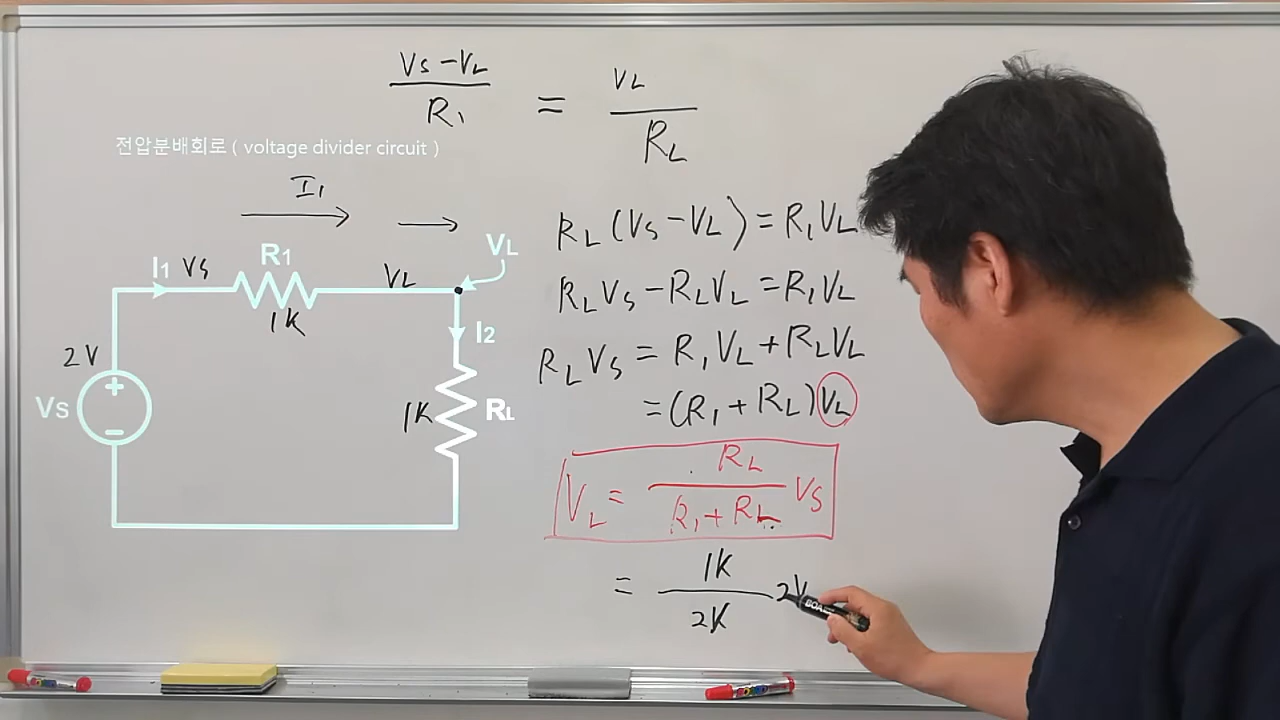 Vs - VL / R1 = VL / RL
전압분배회로 ( voltage divider circuit )
I1
RL (Vs - VL) = R1 VL
VL
I1 Vs R1 VL
1K
RL Vs - RL VL = R1 VL
I2
2V
RL Vs = R1 VL + RL VL
= (R1 + RL) VL
Vs
1K RL
VL = RL / R1 + RL Vs
= 1K / 2K 2V